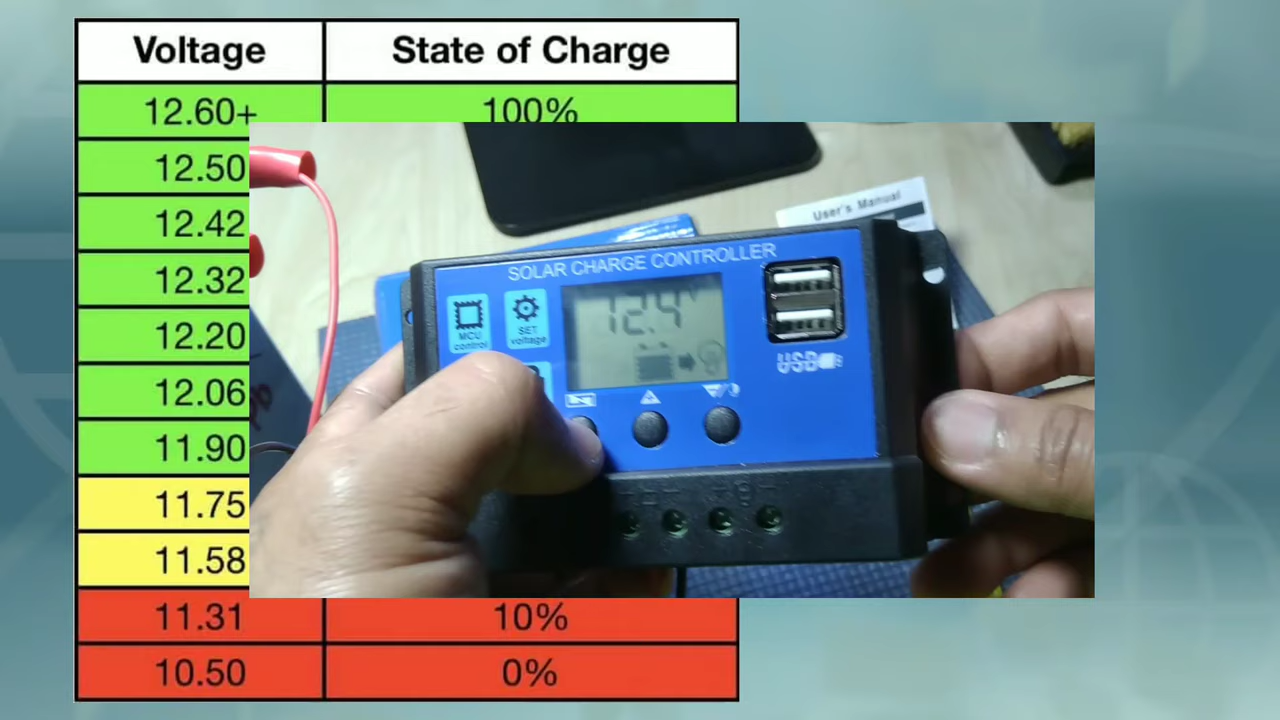 Voltage State of Charge
12.60+ 100%
12.50
12.42
12.32
12.20
12.06
11.90
11.75
11.58
11.31 10%
10.50 0%
User's Manual
SOLAR CHARGE CONTROLLER
MCU
control
SET
voltage
12.4V
USB